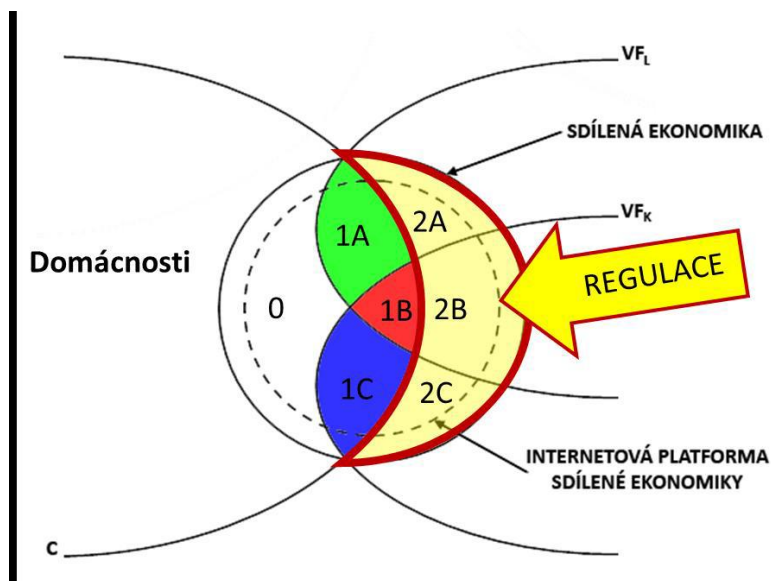 VF_L
SDÍLENÁ EKONOMIKA
2A
VF_K
1A
Domácnosti
REGULACE
0
1B
2B
1C
2C
INTERNETOVÁ PLATFORMA
SDÍLENÉ EKONOMIKY
C